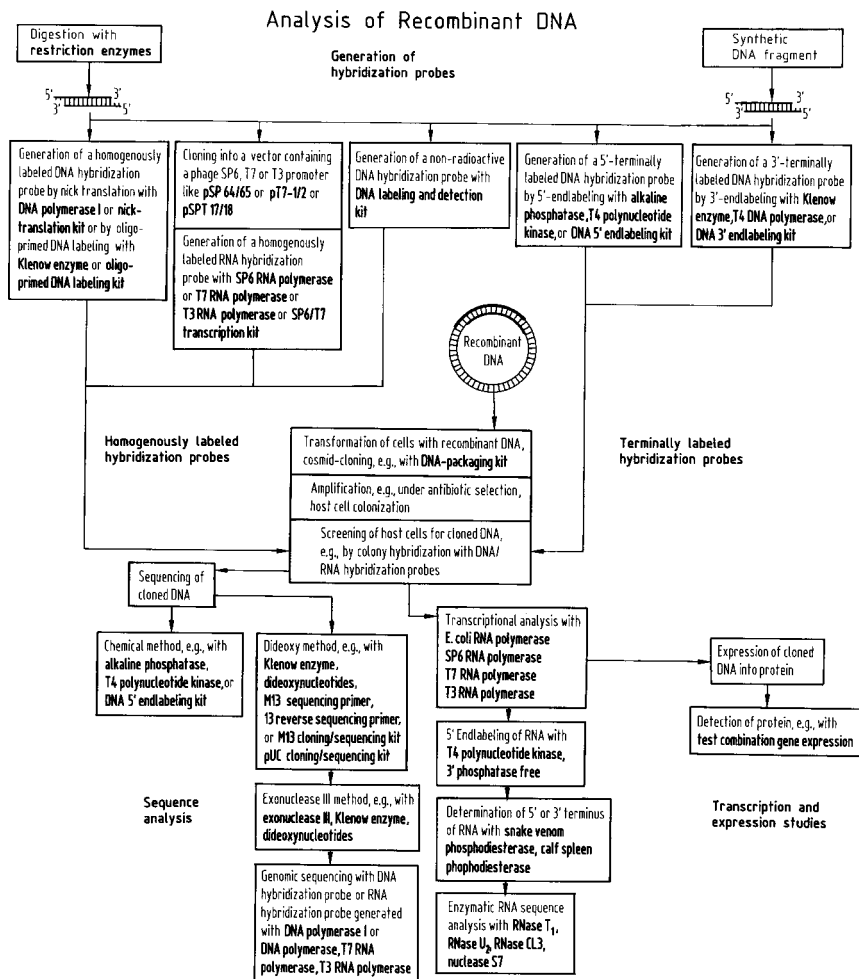 Analysis of Recombinant DNA
Digestion with
restriction enzymes
Generation of
hybridization probes
Synthetic
DNA fragment
5' 3'
3' 5'
5' 3'
3' 5'
Generation of a homogenously
labeled DNA hybridization
probe by nick translation with
DNA polymerase I or nick-
translation kit or by oligo-
primed DNA labeling with
Klenow enzyme or oligo-
primed DNA labeling kit
Cloning into a vector containing
a phage SP6, T7 or T3 promoter
like pSP 64/65 or pT7-1/2 or
pSPT 17/18
Generation of a homogenously
labeled RNA hybridization
probe with SP6 RNA polymerase
or T7 RNA polymerase or
T3 RNA polymerase or SP6/T7
transcription kit
Generation of a non-radioactive
DNA hybridization probe with
DNA labeling and detection
kit
Generation of a 5'-terminally
labeled DNA hybridization
probe by 5'-endlabeling with
alkaline phosphatase, T4 polynucleotide
kinase, or DNA 5' endlabeling kit
Generation of a 3'-terminally
labeled DNA hybridization probe
by 3'-endlabeling with Klenow
enzyme, T4 DNA polymerase, or
DNA 3' endlabeling kit
Recombinant
DNA
Homogenously labeled
hybridization probes
Terminally labeled
hybridization probes
Transformation of cells with recombinant DNA,
cosmid-cloning, e.g., with DNA-packaging kit
Amplification, e.g., under antibiotic selection,
host cell colonization
Screening of host cells for cloned DNA,
e.g., by colony hybridization with DNA/
RNA hybridization probes
Sequencing of
cloned DNA
Chemical method, e.g., with
alkaline phosphatase,
T4 polynucleotide kinase, or
DNA 5' endlabeling kit
Dideoxy method, e.g., with
Klenow enzyme,
dideoxynucleotides,
M13 sequencing primer,
13 reverse sequencing primer,
or M13 cloning/sequencing kit
pUC cloning/sequencing kit
Exonuclease III method, e.g., with
exonuclease III, Klenow enzyme,
dideoxynucleotides
Genomic sequencing with DNA
hybridization probe or RNA
hybridization probe generated
with DNA polymerase I or
DNA polymerase, T7 RNA
polymerase, T3 RNA polymerase
Sequence
analysis
Transcriptional analysis with
E. coli RNA polymerase
SP6 RNA polymerase
T7 RNA polymerase
T3 RNA polymerase
5' Endlabeling of RNA with
T4 polynucleotide kinase,
3' phosphatase free
Determination of 5' or 3' terminus
of RNA with snake venom
phosphodiesterase, calf spleen
phophodiesterase
Enzymatic RNA sequence
analysis with RNase T1,
RNase U2, RNase CL3,
nuclease S7
Expression of cloned
DNA into protein
Detection of protein, e.g., with
test combination gene expression
Transcription and
expression studies